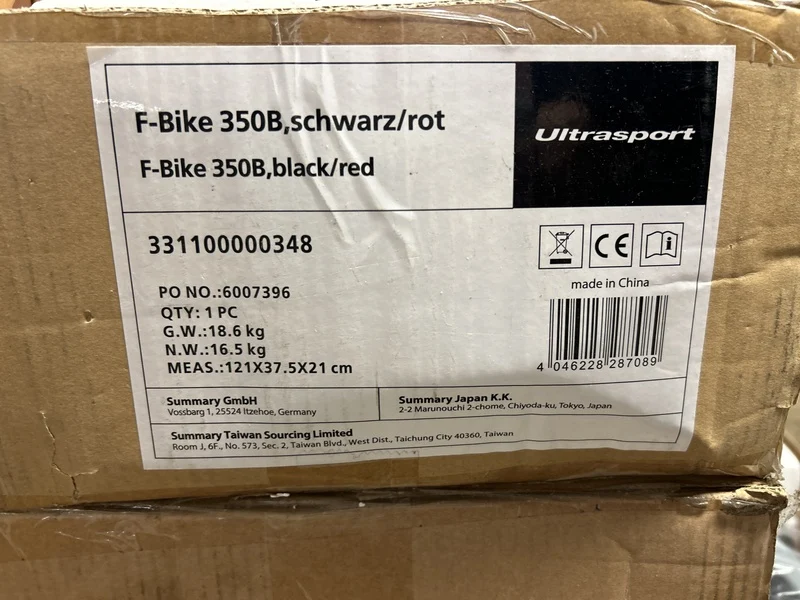 F-Bike 350B,schwarz/rot
F-Bike 350B,black/red
Ultrasport
331100000348
CE
i
made in China
PO NO.:6007396
QTY: 1 PC
G.W.:18.6 kg
N.W.:16.5 kg
MEAS.:121X37.5X21 cm
4 046228 287089
Summary GmbH
Vossbarg 1, 25524 Itzehoe, Germany
Summary Japan K.K.
2-2 Marunouchi 2-chome, Chiyoda-ku, Tokyo, Japan
Summary Taiwan Sourcing Limited
Room J, 6F., No. 573, Sec. 2, Taiwan Blvd., West Dist., Taichung City 40360, Taiwan